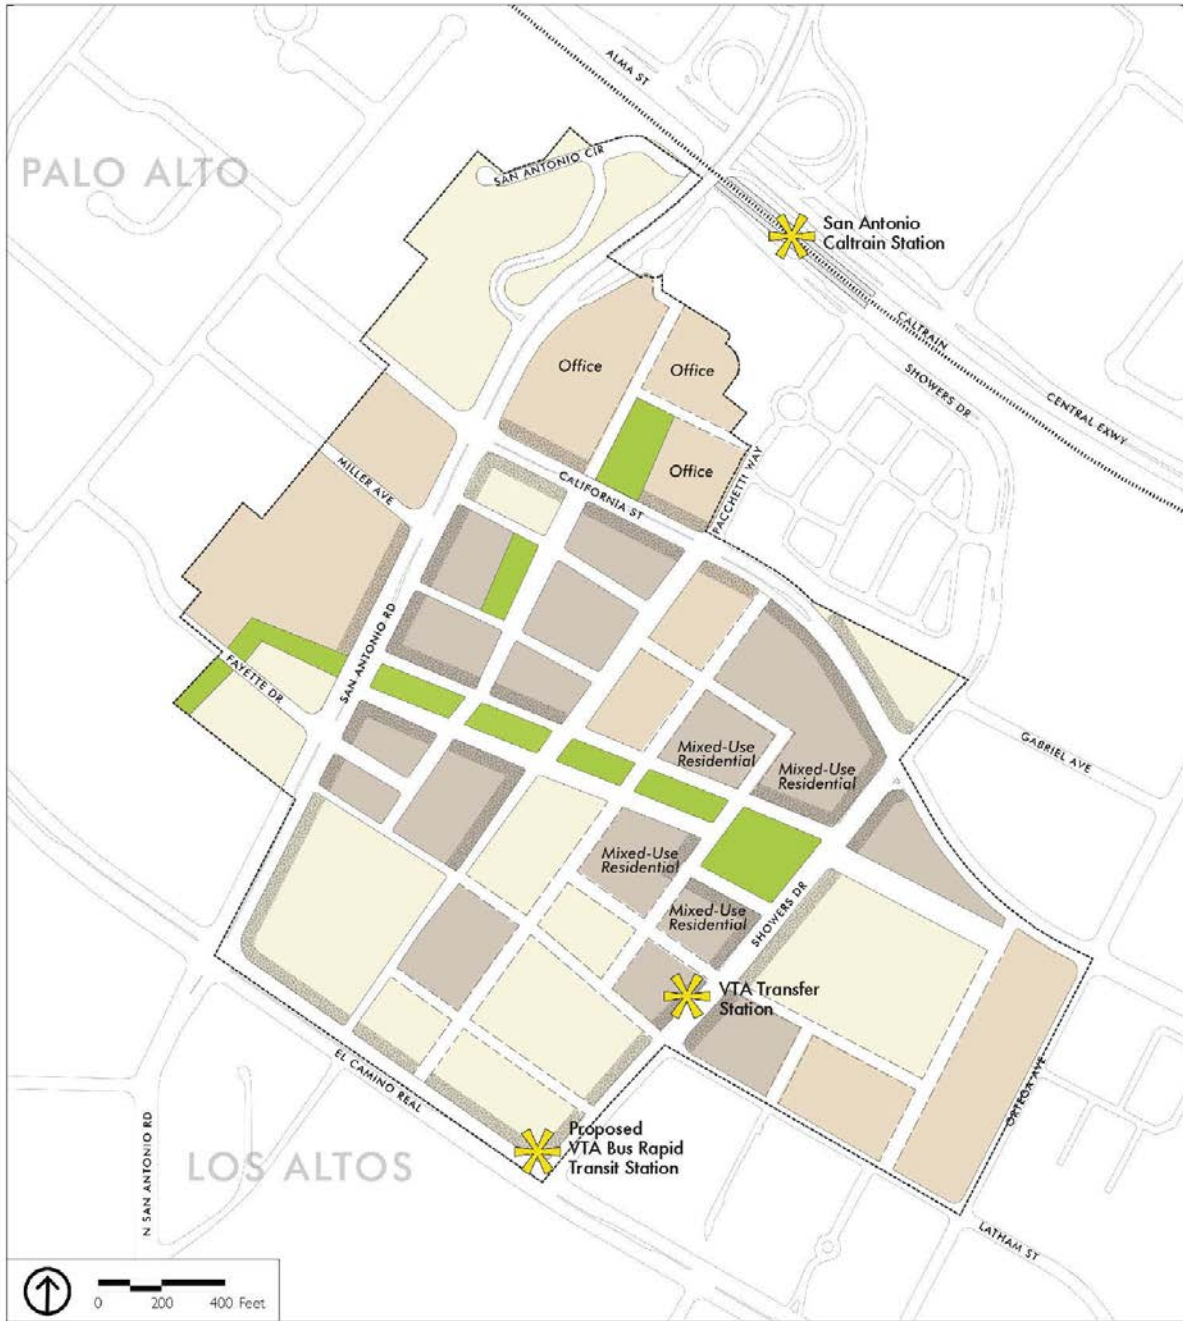 ALMA ST
PALO ALTO
SAN ANTONIO CIR
San Antonio
Caltrain Station
CALTRAIN
CENTRAL EXWY
SHOWERS DR
Office
Office
Office
PACCHETTI WAY
CALIFORNIA ST
MILLER AVE
SAN ANTONIO RD
FAYETTE DR
GABRIEL AVE
Mixed-Use
Residential
Mixed-Use
Residential
Mixed-Use
Residential
Mixed-Use
Residential
SHOWERS DR
VTA Transfer
Station
EL CAMINO REAL
ORTEGA AVE
Proposed
VTA Bus Rapid
Transit Station
LOS ALTOS
N SAN ANTONIO RD
LATHAM ST
0 200 400 Feet